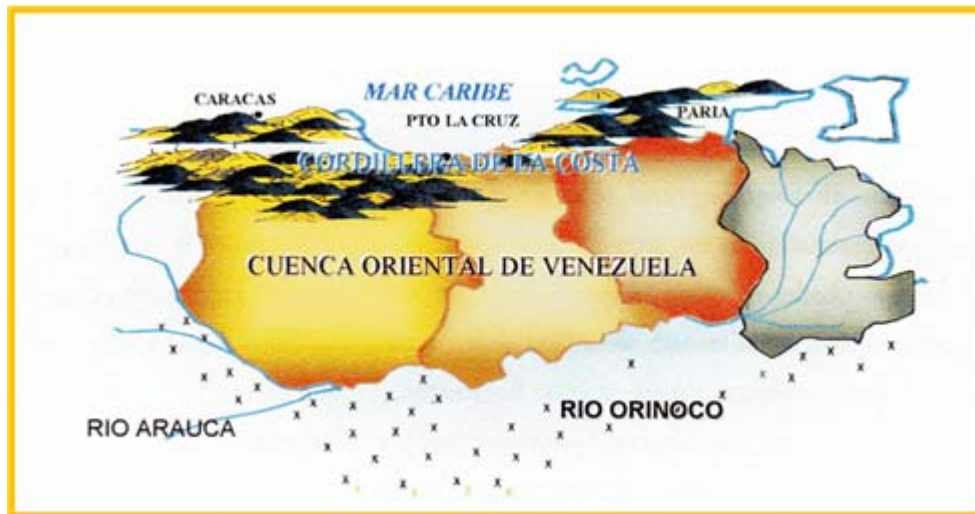 MAR CARIBE
CARACAS
PTO LA CRUZ
PARIA
CORDILLERA DE LA COSTA
CUENCA ORIENTAL DE VENEZUELA
RIO ORINOCO
RIO ARAUCA